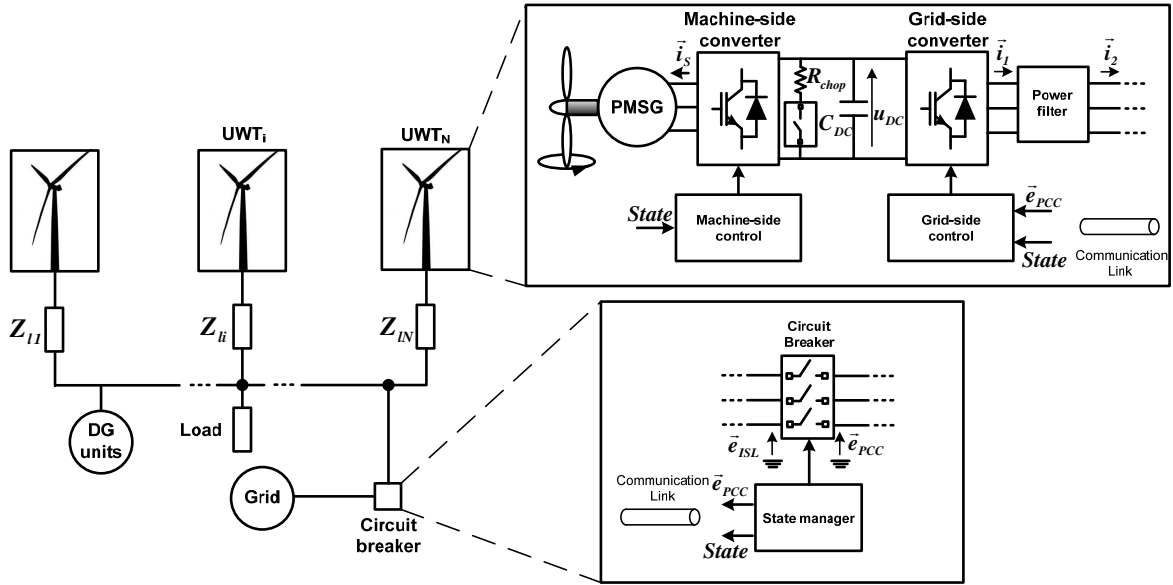 UWTi
UWTN
Zl1
Zli
ZlN
DG
units
Load
Grid
Circuit
breaker
Machine-side
converter
Grid-side
converter
iS
i1
i2
PMSG
Rchop
CDC
uDC
Power
filter
State
Machine-side
control
Grid-side
control
ePCC
State
Communication
Link
Circuit
Breaker
eISL
ePCC
Communication
Link
ePCC
State
State manager